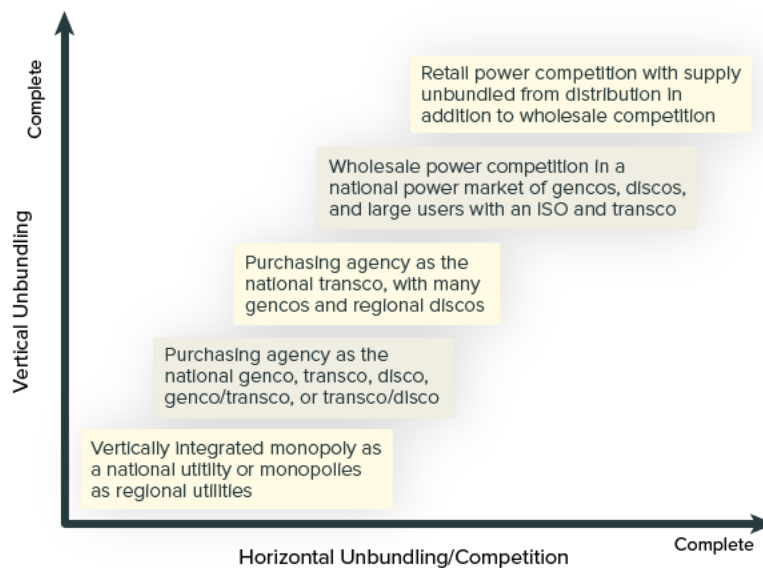 Complete
Vertical Unbundling
Retail power competition with supply
unbundled from distribution in
addition to wholesale competition
Wholesale power competition in a
national power market of gencos, discos,
and large users with an ISO and transco
Purchasing agency as the
national transco, with many
gencos and regional discos
Purchasing agency as the
national genco, transco, disco,
genco/transco, or transco/disco
Vertically integrated monopoly as
a national utitlity or monopolies
as regional utilities
Complete
Horizontal Unbundling/Competition